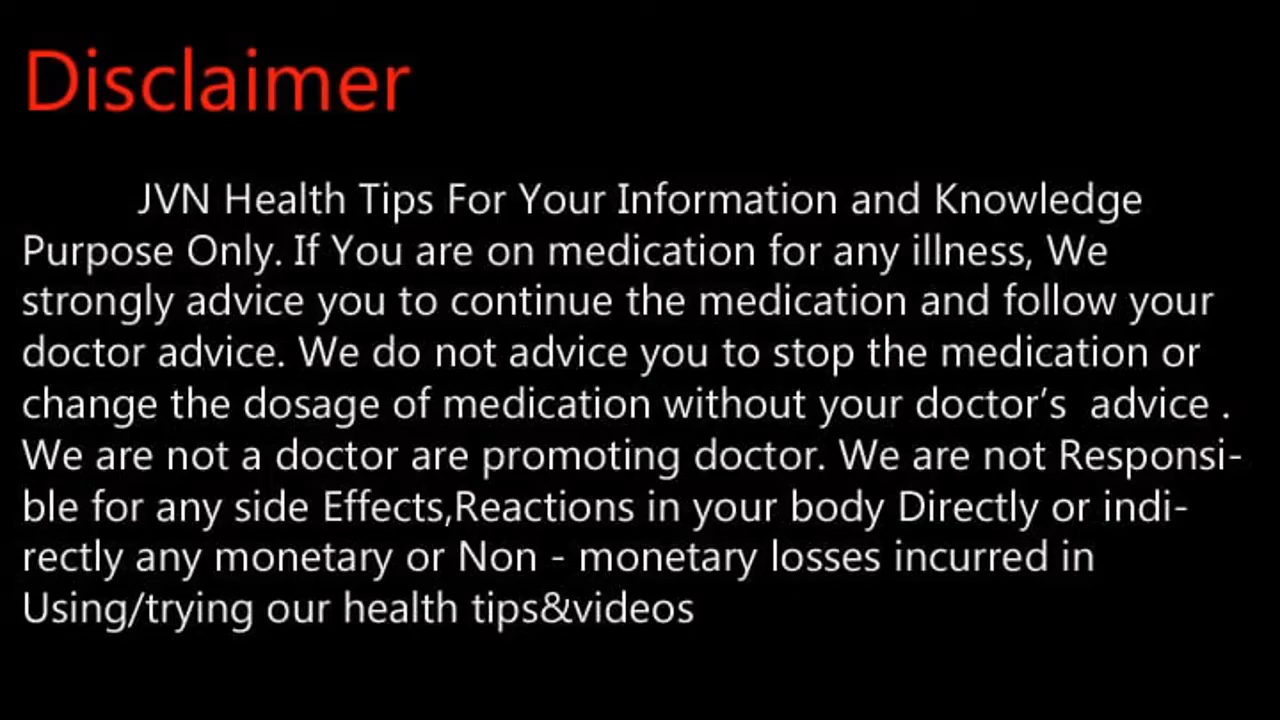 Disclaimer
JVN Health Tips For Your Information and Knowledge
Purpose Only. If You are on medication for any illness, We
strongly advice you to continue the medication and follow your
doctor advice. We do not advice you to stop the medication or
change the dosage of medication without your doctor’s  advice .
We are not a doctor are promoting doctor. We are not Responsi-
ble for any side Effects,Reactions in your body Directly or indi-
rectly any monetary or Non - monetary losses incurred in
Using/trying our health tips&videos